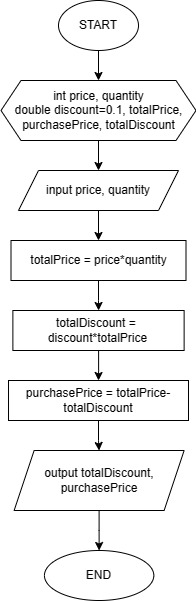 START
int price, quantity
double discount=0.1, totalPrice,
purchasePrice, totalDiscount
input price, quantity
totalPrice = price*quantity
totalDiscount =
discount*totalPrice
purchasePrice = totalPrice-
totalDiscount
output totalDiscount,
purchasePrice
END